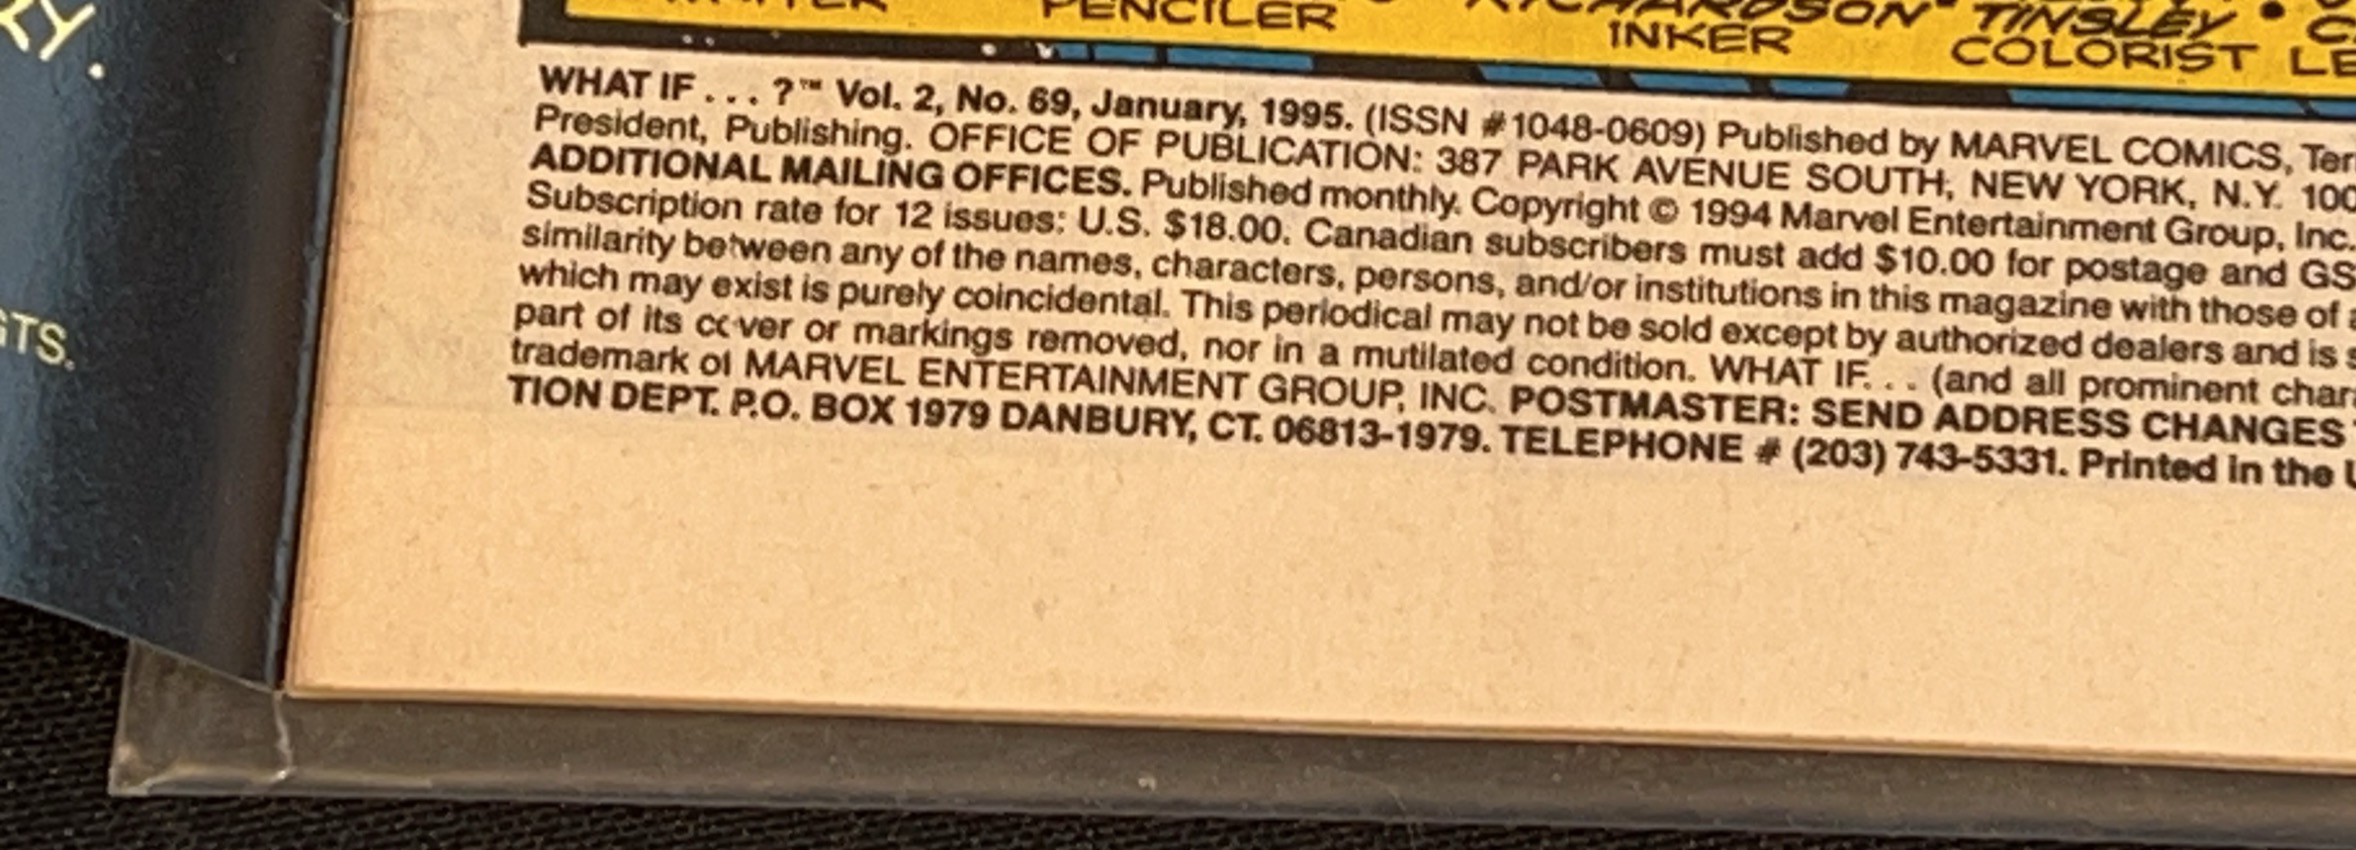 RY.
GTS.
PENCILER
RICHARDSON
INKER
TINSLEY •
COLORIST
WHAT IF . . . ?™ Vol. 2, No. 69, January, 1995. (ISSN #1048-0609) Published by MARVEL COMICS, Ter
President, Publishing. OFFICE OF PUBLICATION: 387 PARK AVENUE SOUTH, NEW YORK, N.Y. 100
ADDITIONAL MAILING OFFICES. Published monthly. Copyright © 1994 Marvel Entertainment Group, Inc.
Subscription rate for 12 issues: U.S. $18.00. Canadian subscribers must add $10.00 for postage and GS
similarity between any of the names, characters, persons, and/or institutions in this magazine with those of a
which may exist is purely coincidental. This periodical may not be sold except by authorized dealers and is s
part of its cover or markings removed, nor in a mutilated condition. WHAT IF. . . (and all prominent char
trademark of MARVEL ENTERTAINMENT GROUP, INC. POSTMASTER: SEND ADDRESS CHANGES
TION DEPT. P.O. BOX 1979 DANBURY, CT. 06813-1979. TELEPHONE # (203) 743-5331. Printed in the U